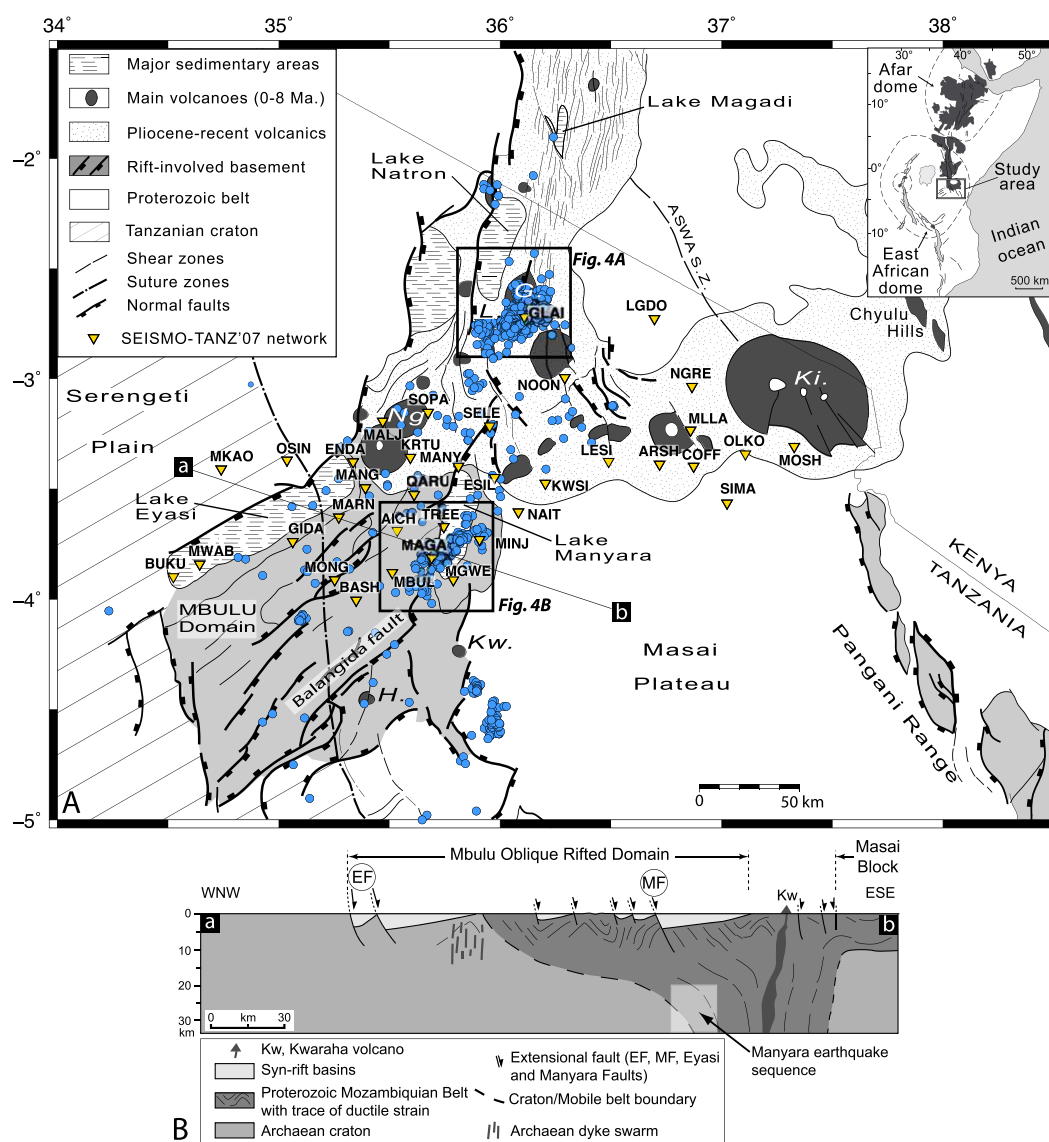 34˚
35˚
36˚
37˚
38˚
−2˚
−3˚
−4˚
−5˚
Major sedimentary areas
Main volcanoes (0-8 Ma.)
Pliocene-recent volcanics
Rift-involved basement
Proterozoic belt
Tanzanian craton
Shear zones
Suture zones
Normal faults
SEISMO-TANZ'07 network
Lake Magadi
Lake
Natron
ASWA S.Z.
30˚
40˚
50˚
10˚
0˚
−10˚
Afar
dome
Study
area
Indian
ocean
East
African
dome
500 km
Fig. 4A
G
L
GLAI
LGDO
Chyulu
Hills
NOON
NGRE
Ki.
Serengeti
Plain
SOPA
Ng
SELE
MALJ
KRTU
MLLA
OSIN
ENDA
MANY
LESI
ARSH
COFF
OLKO
MOSH
MKAO
MANG
QARU
ESIL
KWSI
SIMA
a
Lake
Eyasi
MARN
AICH
TREE
NAIT
GIDA
MAGA
MINJ
Lake
Manyara
BUKU
MWAB
MONG
MBUL
MGWE
BASH
Fig. 4B
b
MBULU
Domain
Balangida fault
Kw.
H.
Masai
Plateau
KENYA
TANZANIA
Pangani Range
0
50 km
A
Mbulu Oblique Rifted Domain
Masai
Block
WNW
EF
MF
Kw
ESE
a
b
0
10
20
30
km
0 km 30
Manyara earthquake
sequence
Kw, Kwaraha volcano
Syn-rift basins
Proterozoic Mozambiquian Belt
with trace of ductile strain
Archaean craton
Extensional fault (EF, MF, Eyasi
and Manyara Faults)
Craton/Mobile belt boundary
Archaean dyke swarm
B